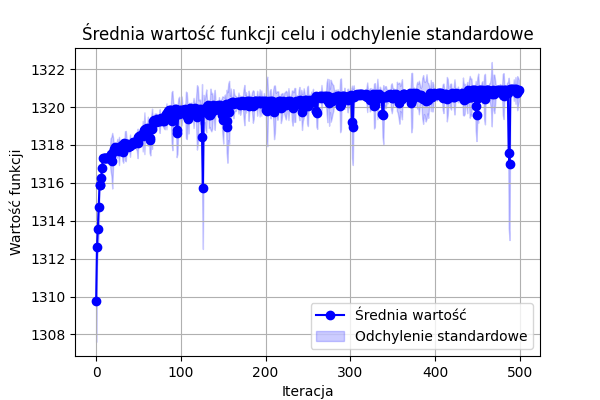 Średnia wartość funkcji celu i odchylenie standardowe
Wartość funkcji
1322
1320
1318
1316
1314
1312
1310
1308
0 100 200 300 400 500
Iteracja
Średnia wartość
Odchylenie standardowe